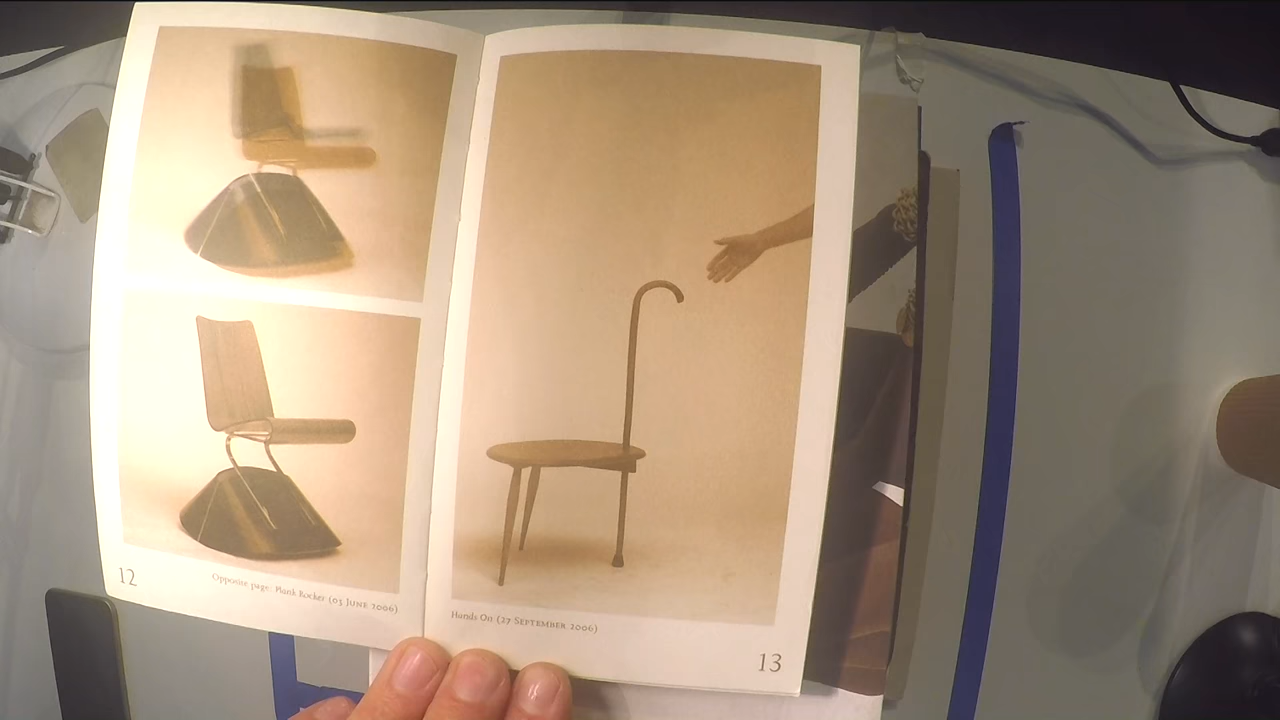 12
Opposite page: Plank Rocker (03 JUNE 2006)
Hands On (27 SEPTEMBER 2006)
13